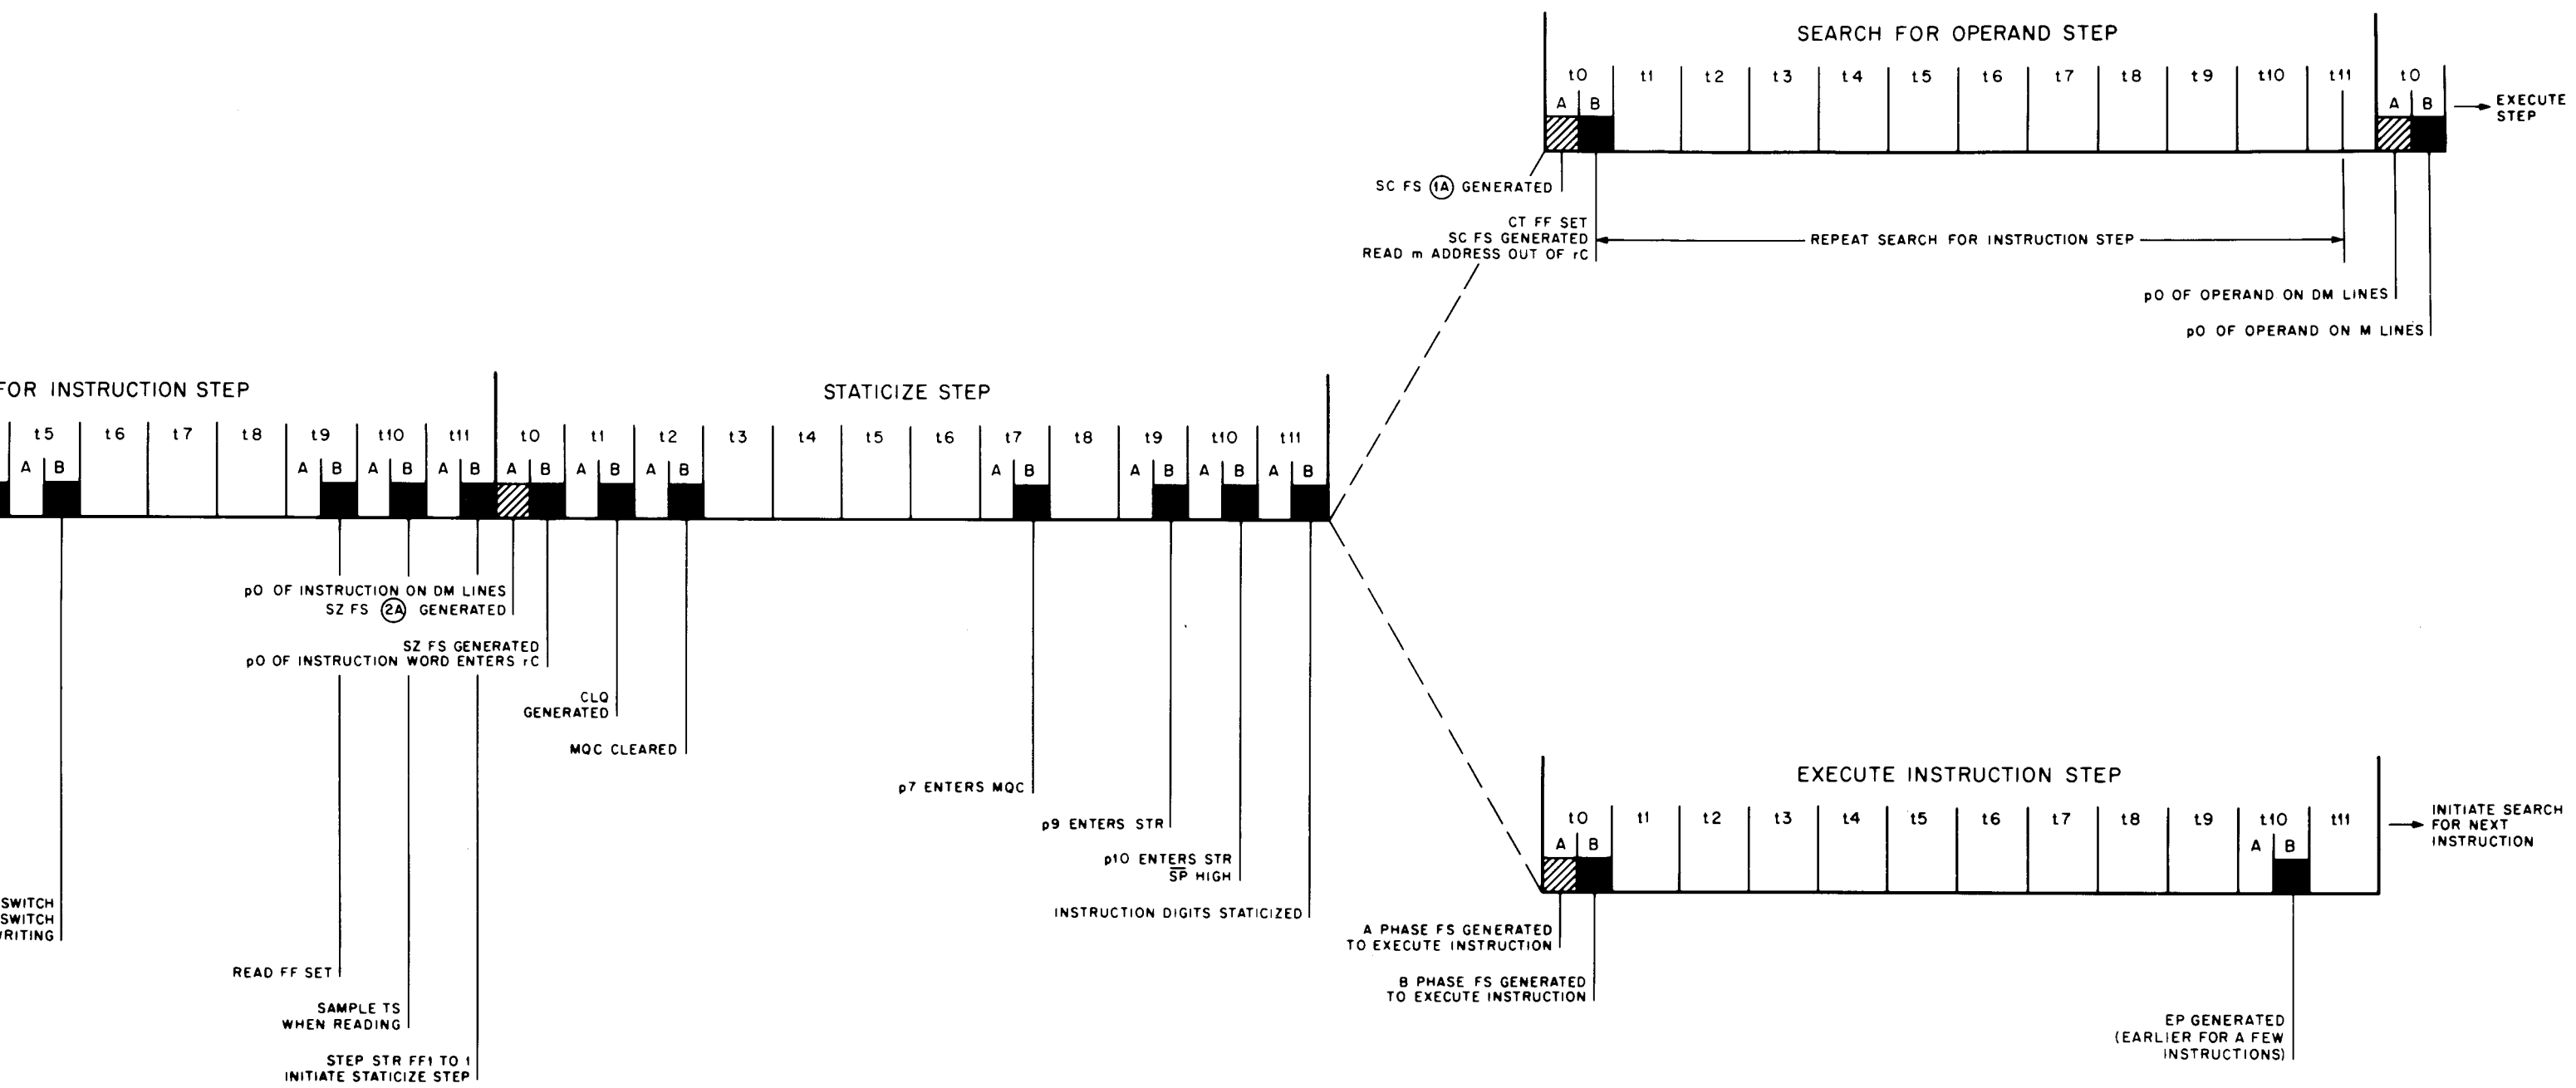 SEARCH FOR OPERAND STEP
t0 t1 t2 t3 t4 t5 t6 t7 t8 t9 t10 t11 t0
A B A B
EXECUTE
STEP
SC FS 1A GENERATED
CT FF SET
SC FS GENERATED
READ m ADDRESS OUT OF rC
REPEAT SEARCH FOR INSTRUCTION STEP
p0 OF OPERAND ON DM LINES
p0 OF OPERAND ON M LINES
FOR INSTRUCTION STEP
STATICIZE STEP
t5 t6 t7 t8 t9 t10 t11 t0 t1 t2 t3 t4 t5 t6 t7 t8 t9 t10 t11
A B A B A B A B A B A B A B A B A B A B A B
p0 OF INSTRUCTION ON DM LINES
SZ FS 2A GENERATED
SZ FS GENERATED
p0 OF INSTRUCTION WORD ENTERS rC
CLQ
GENERATED
MQC CLEARED
p7 ENTERS MQC
p9 ENTERS STR
p10 ENTERS STR
S̅P̅ HIGH
INSTRUCTION DIGITS STATICIZED
SWITCH
SWITCH
WRITING
READ FF SET
SAMPLE TS
WHEN READING
STEP STR FF1 TO 1
INITIATE STATICIZE STEP
EXECUTE INSTRUCTION STEP
t0 t1 t2 t3 t4 t5 t6 t7 t8 t9 t10 t11
A B A B
INITIATE SEARCH
FOR NEXT
INSTRUCTION
A PHASE FS GENERATED
TO EXECUTE INSTRUCTION
B PHASE FS GENERATED
TO EXECUTE INSTRUCTION
EP GENERATED
(EARLIER FOR A FEW
INSTRUCTIONS)